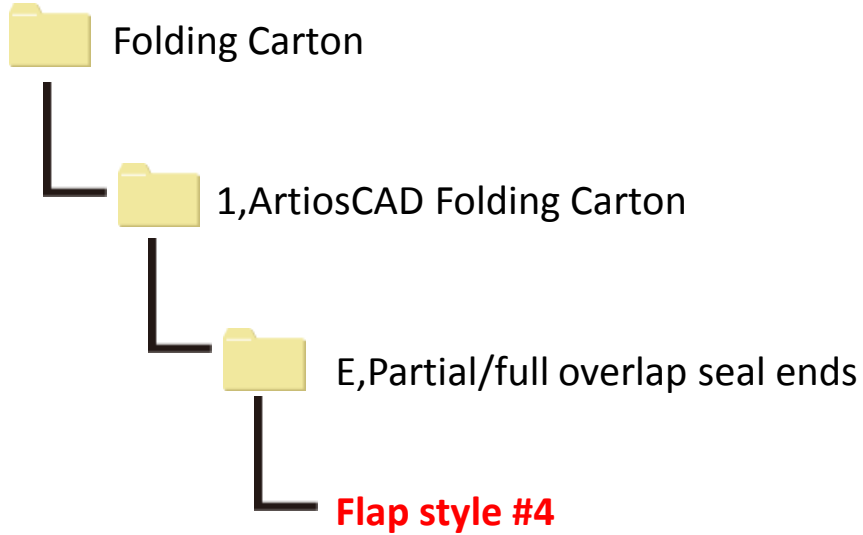 Folding Carton
1,ArtiosCAD Folding Carton
E,Partial/full overlap seal ends
Flap style #4